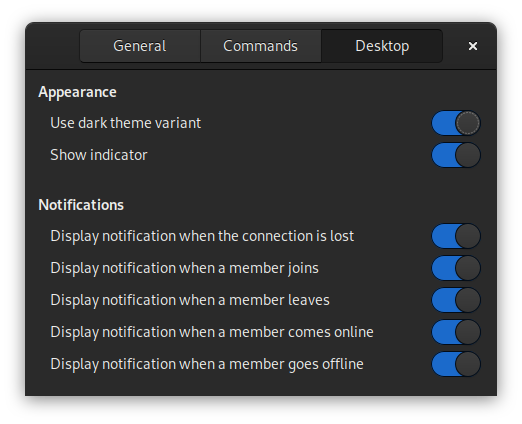 General Commands Desktop ×
Appearance
Use dark theme variant
Show indicator
Notifications
Display notification when the connection is lost
Display notification when a member joins
Display notification when a member leaves
Display notification when a member comes online
Display notification when a member goes offline